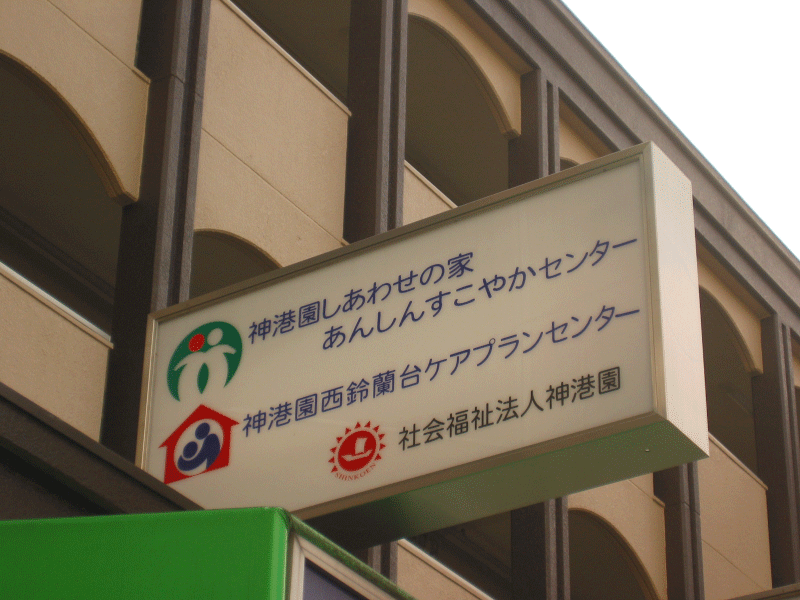 神港園しあわせの家
あんしんすこやかセンター
神港園西鈴蘭台ケアプランセンター
社会福祉法人神港園
SHINKOEN